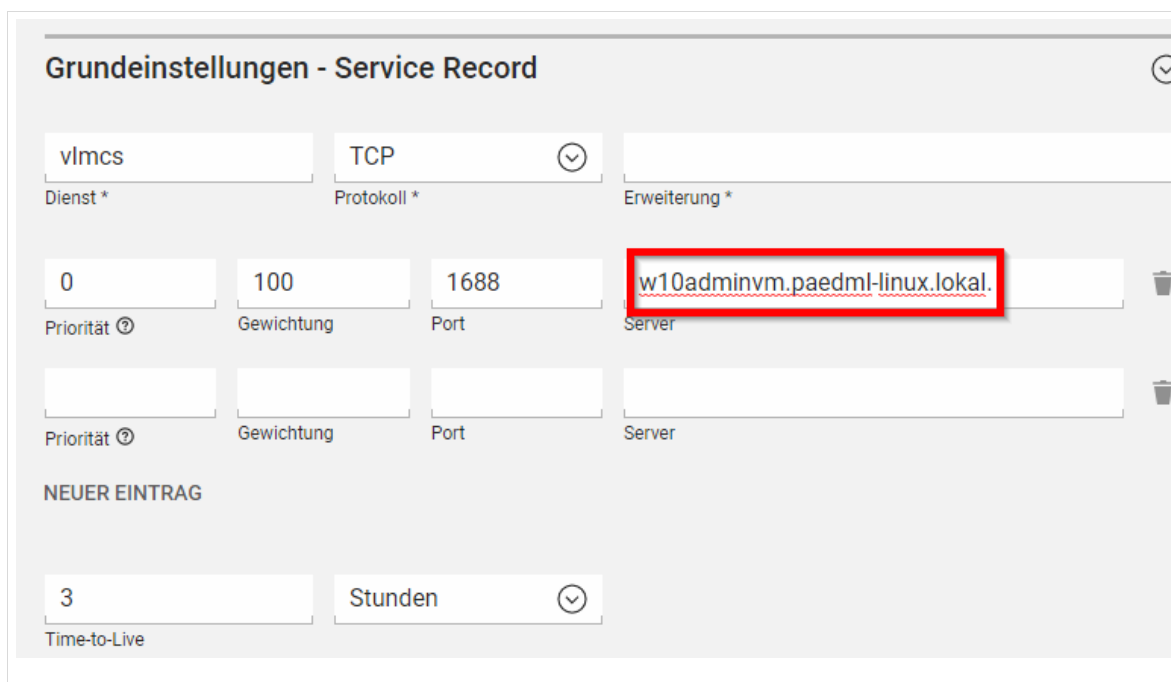 Grundeinstellungen - Service Record
vlmcs TCP
Dienst * Protokoll * Erweiterung *
0 100 1688 w10adminvm.paedml-linux.lokal.
Priorität ? Gewichtung Port Server
Priorität ? Gewichtung Port Server
NEUER EINTRAG
3 Stunden
Time-to-Live